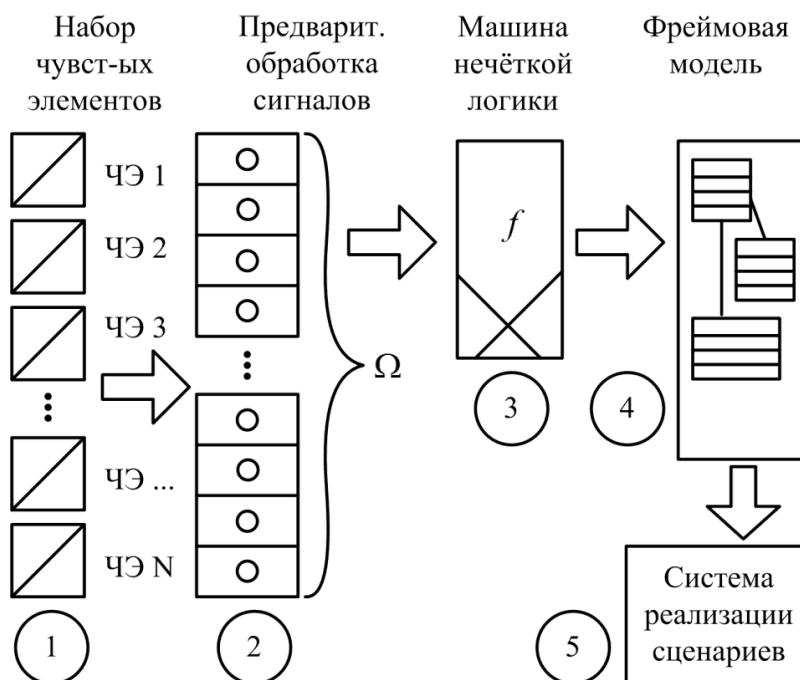 Набор
чувст-ых
элементов
Предварит.
обработка
сигналов
Машина
нечёткой
логики
Фреймовая
модель
ЧЭ 1
ЧЭ 2
ЧЭ 3
ЧЭ ...
ЧЭ N
Ω
f
1
2
3
4
5
Система
реализации
сценариев